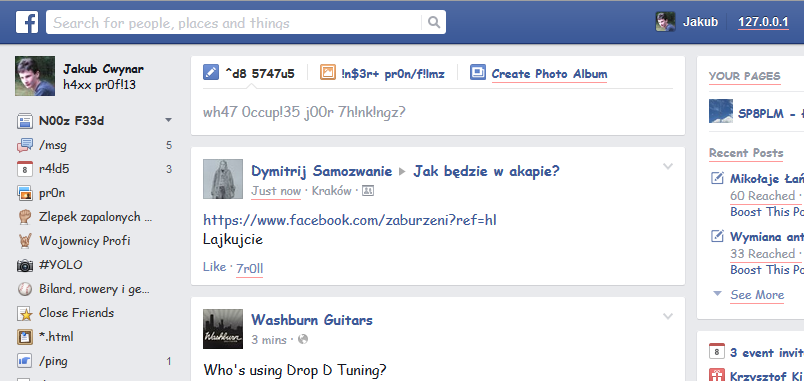 f Search for people, places and things Jakub 127.0.0.1
Jakub Cwynar
h4xx pr0f!13
N00z F33d
/msg 5
8 r4!d5 3
pr0n
Zlepek zapalonych ...
Wojownicy Profi
#YOLO
Bilard, rowery i ge...
Close Friends
*.html
/ping 1
^d8 5747u5 !n$3r+ pr0n/f!lmz Create Photo Album
wh47 0ccup!35 j00r 7h!nk!ngz?
Dymitrij Samozwanie Jak będzie w akapie?
Just now · Kraków ·
https://www.facebook.com/zaburzeni?ref=hl
Lajkujcie
Like · 7r0ll
Washburn
Washburn Guitars
3 mins ·
Who's using Drop D Tuning?
YOUR PAGES
SP8PLM -
Recent Posts
Mikołaje Łań
60 Reached ·
Boost This Po
Wymiana ant
33 Reached ·
Boost This Po
See More
8 3 event invit
Krzysztof Ki